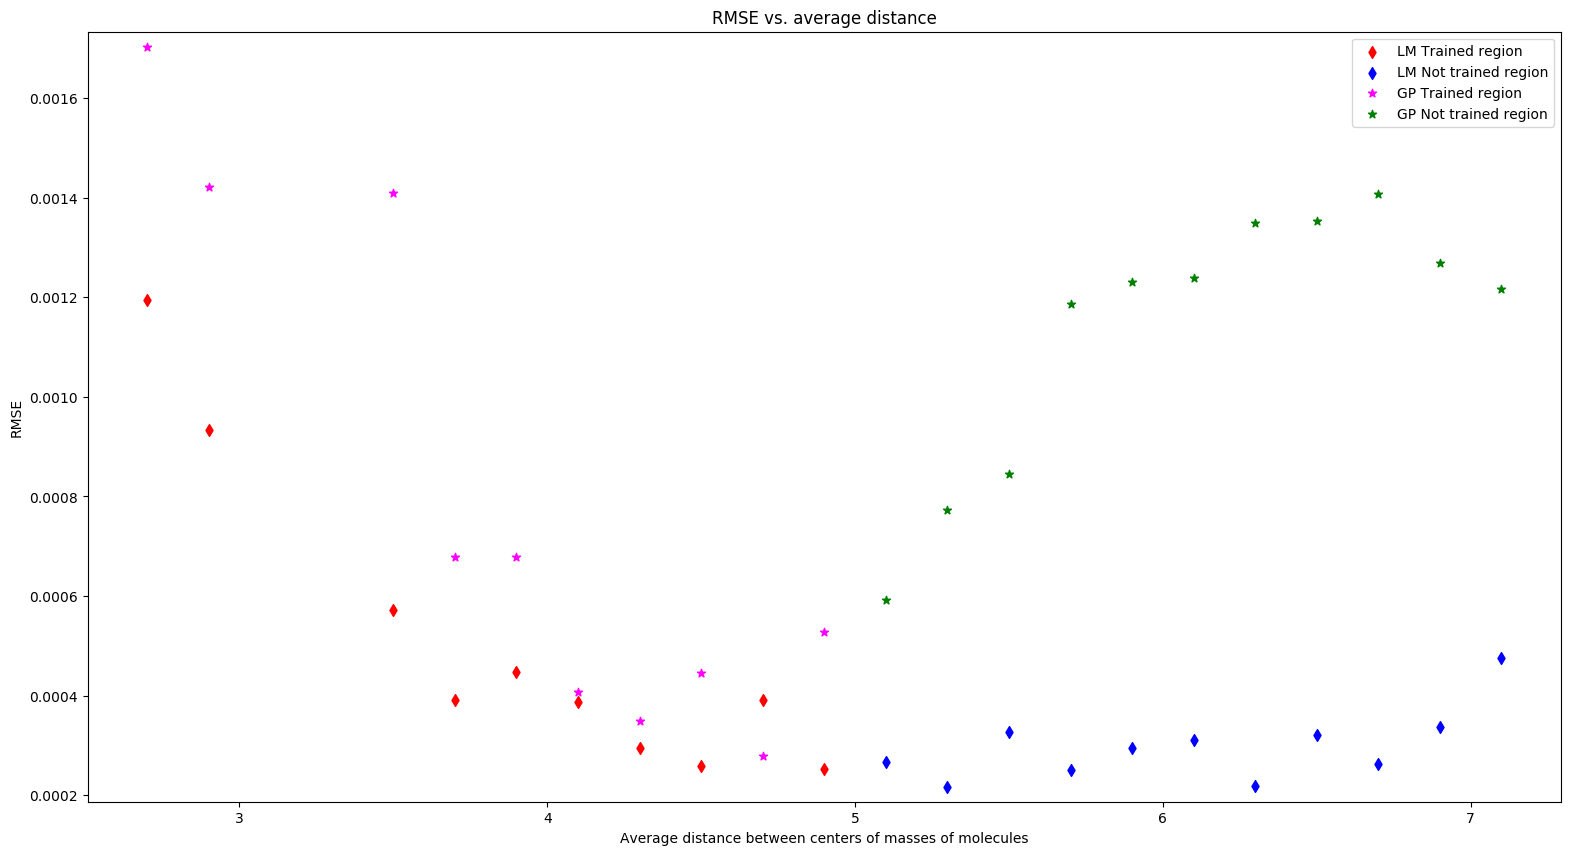 RMSE vs. average distance
LM Trained region
LM Not trained region
GP Trained region
GP Not trained region
0.0016
0.0014
0.0012
0.0010
0.0008
0.0006
0.0004
0.0002
RMSE
3 4 5 6 7
Average distance between centers of masses of molecules